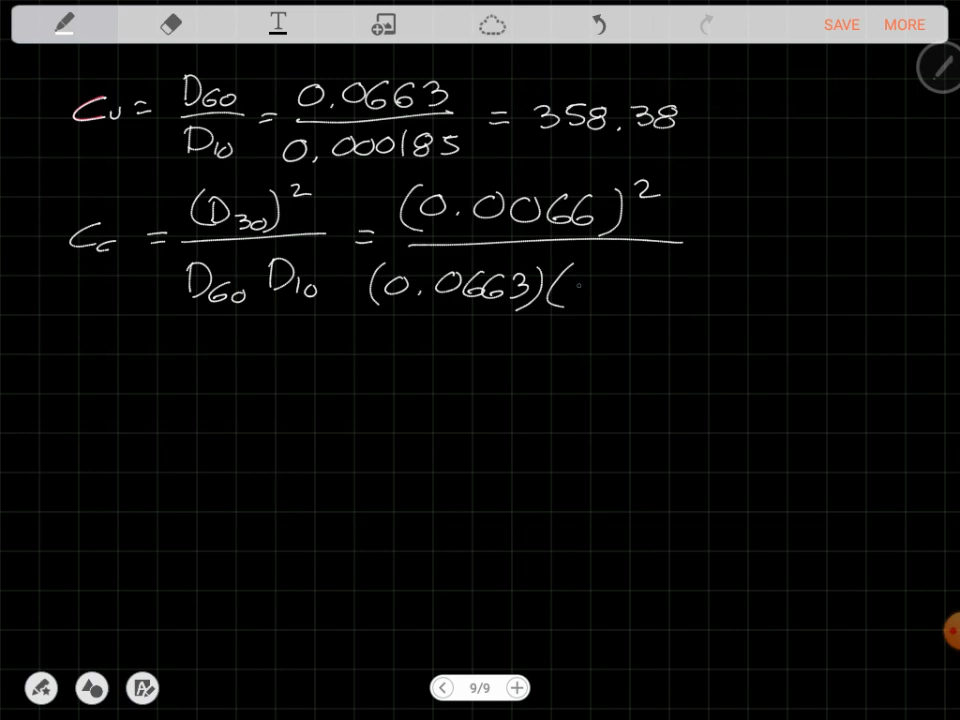 T SAVE MORE
Cu = D60 / D10 = 0.0663 / 0.000185 = 358.38
Cc = (D30)² / D60 D10 = (0.0066)² / (0.0663)(
A
9/9